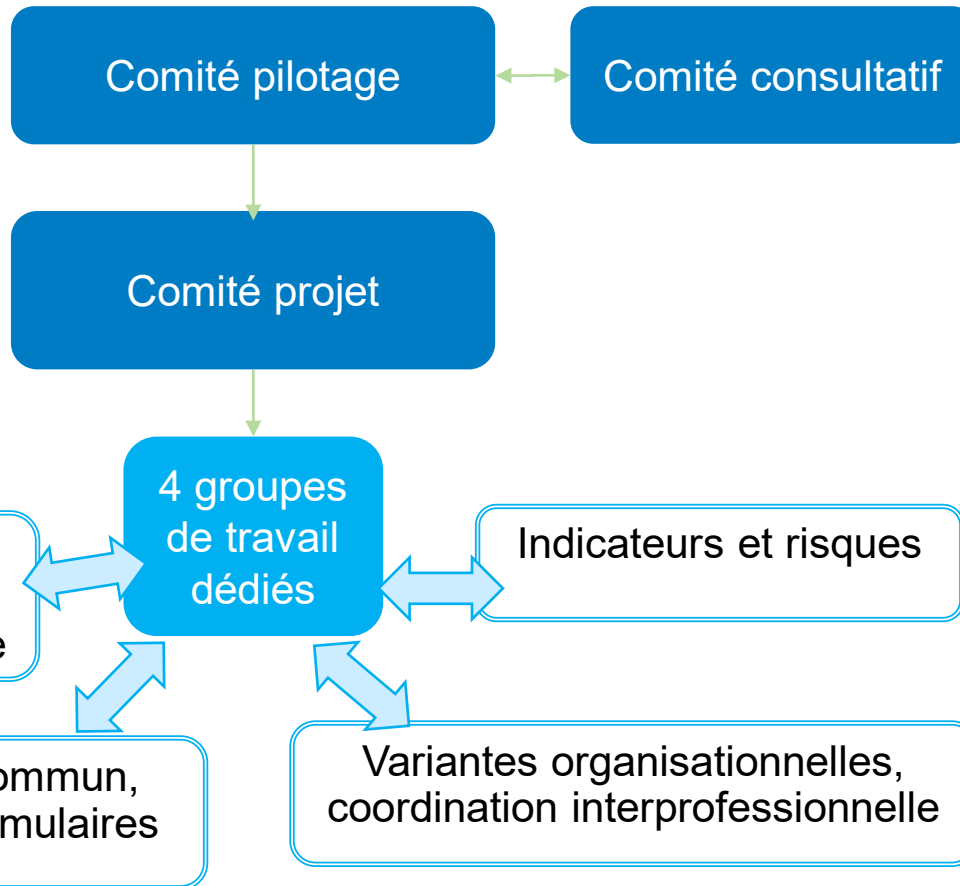 Comité pilotage
Comité consultatif
Comité projet
4 groupes
de travail
dédiés
Indicateurs et risques
Variantes organisationnelles,
coordination interprofessionnelle